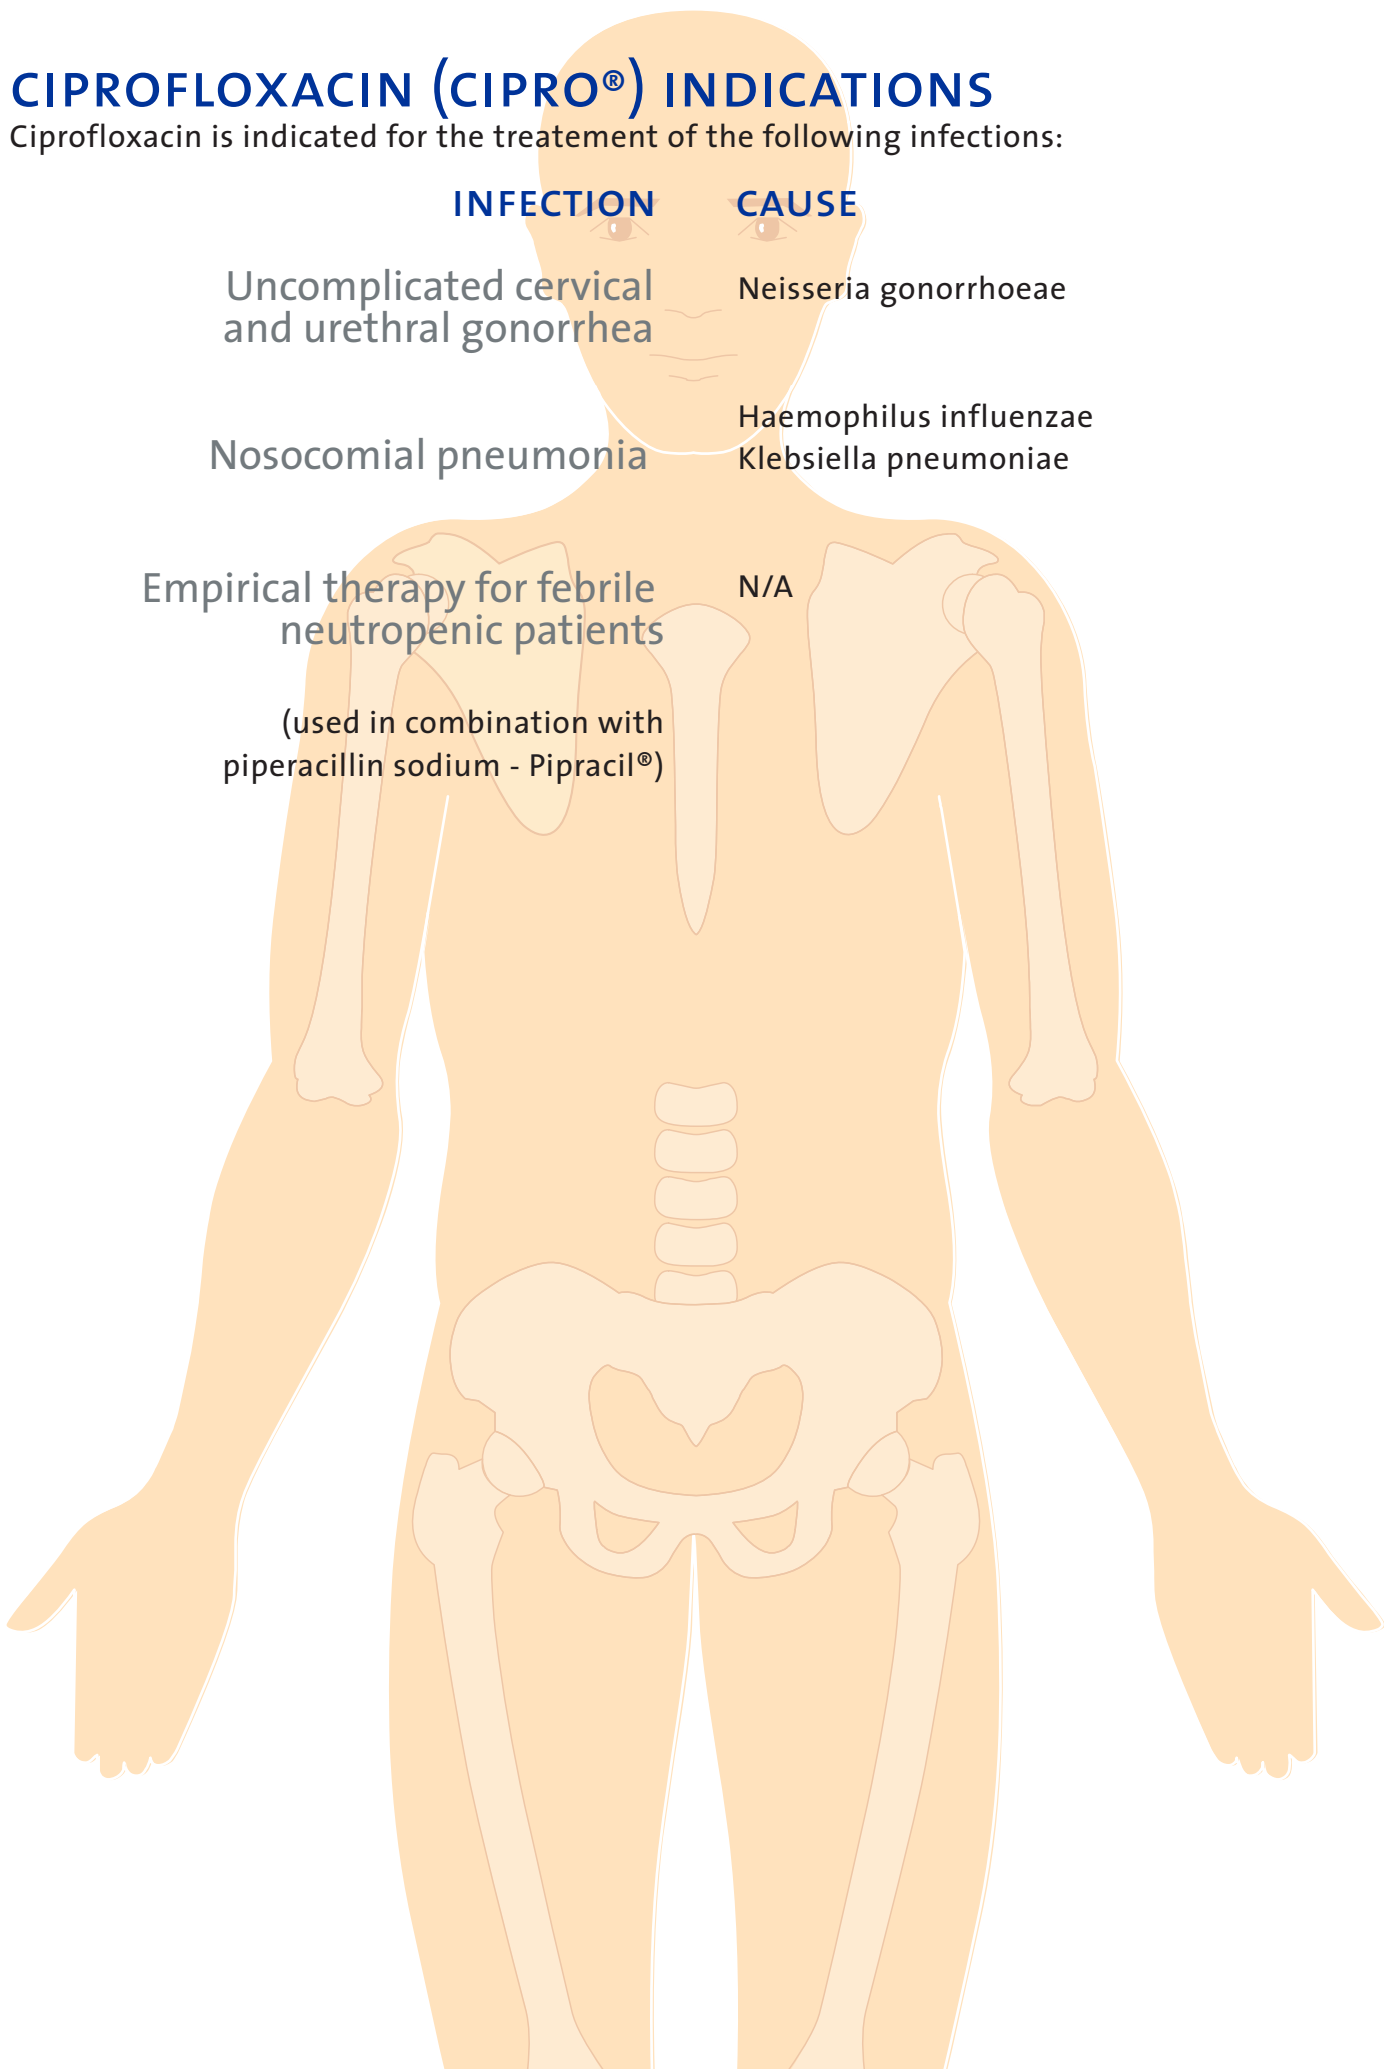 CIPROFLOXACIN (CIPRO®) INDICATIONS
Ciprofloxacin is indicated for the treatement of the following infections:
INFECTION CAUSE
Uncomplicated cervical Neisseria gonorrhoeae
and urethral gonorrhea
Haemophilus influenzae
Nosocomial pneumonia Klebsiella pneumoniae
Empirical therapy for febrile N/A
neutropenic patients
(used in combination with
piperacillin sodium - Pipracil®)